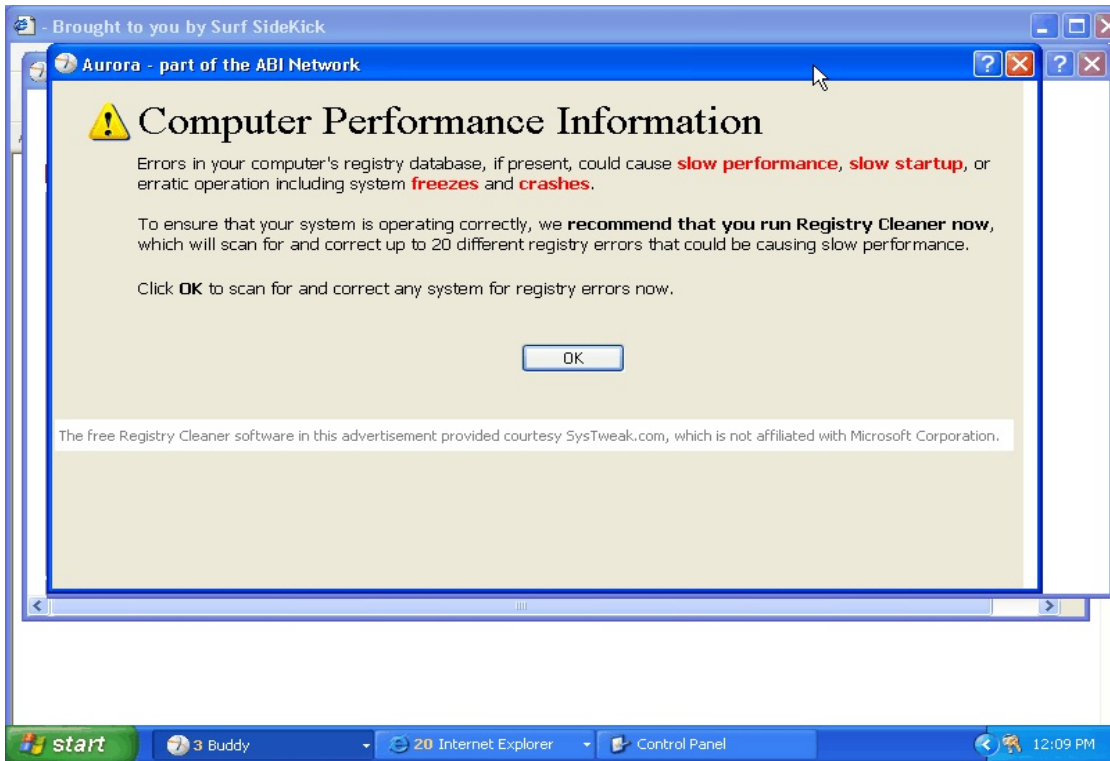 - Brought to you by Surf SideKick
Aurora - part of the ABI Network
Computer Performance Information
Errors in your computer's registry database, if present, could cause slow performance, slow startup, or
erratic operation including system freezes and crashes.
To ensure that your system is operating correctly, we recommend that you run Registry Cleaner now,
which will scan for and correct up to 20 different registry errors that could be causing slow performance.
Click OK to scan for and correct any system for registry errors now.
OK
The free Registry Cleaner software in this advertisement provided courtesy SysTweak.com, which is not affiliated with Microsoft Corporation.
start 3 Buddy 20 Internet Explorer Control Panel 12:09 PM